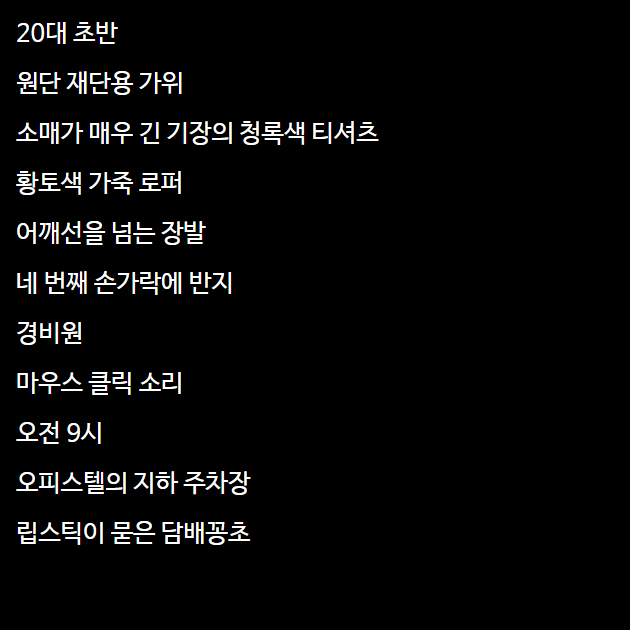 20대 초반
원단 재단용 가위
소매가 매우 긴 기장의 청록색 티셔츠
황토색 가죽 로퍼
어깨선을 넘는 장발
네 번째 손가락에 반지
경비원
마우스 클릭 소리
오전 9시
오피스텔의 지하 주차장
립스틱이 묻은 담배꽁초